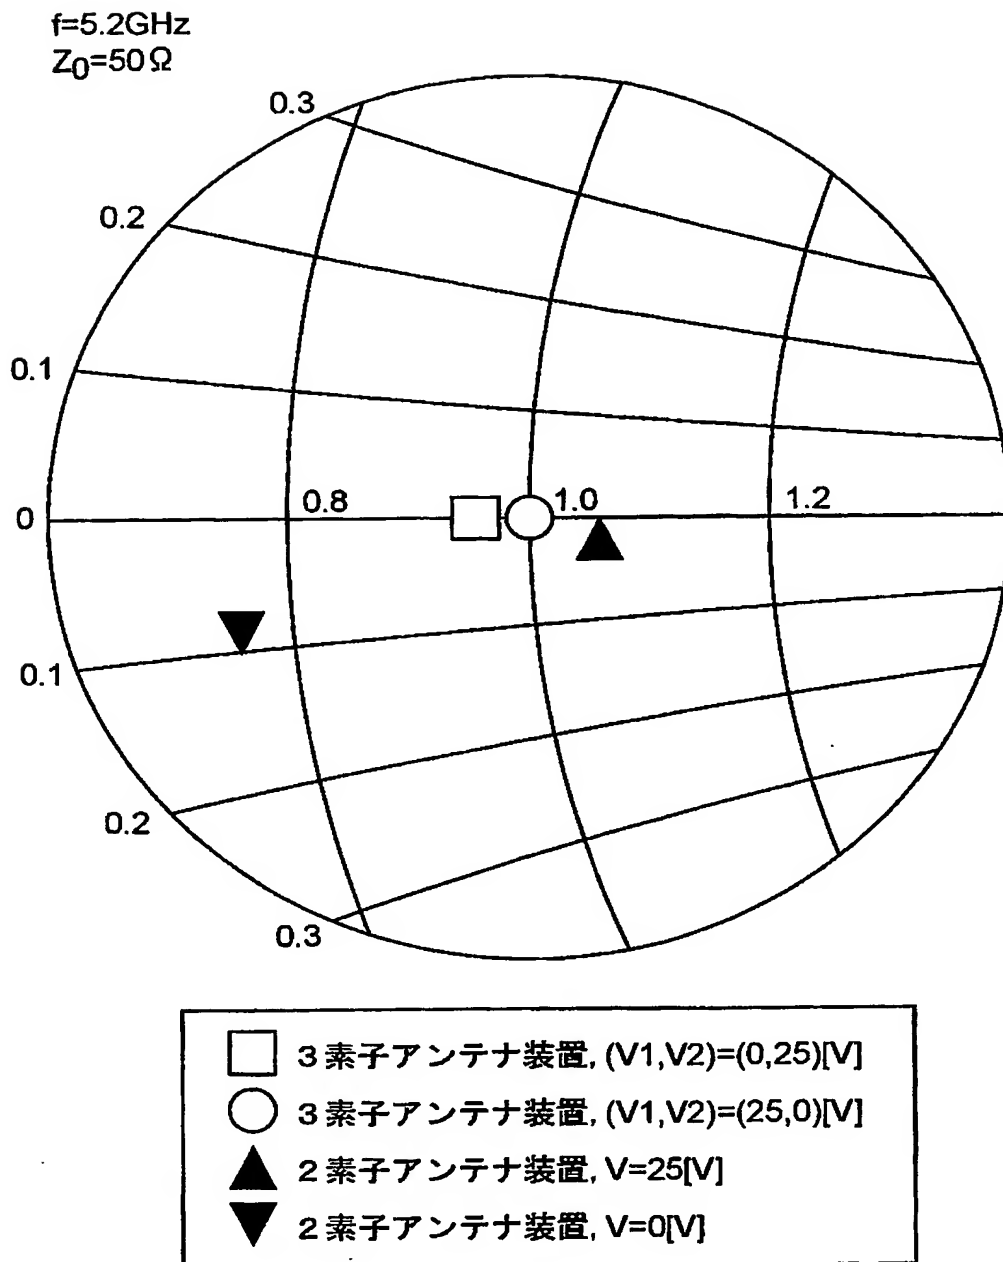 f=5.2GHz
Z0=50Ω
0.3
0.2
0.1
0.8
1.0
1.2
0
0.1
0.2
0.3
3素子アンテナ装置, (V1,V2)=(0,25)[V]
3素子アンテナ装置, (V1,V2)=(25,0)[V]
2素子アンテナ装置, V=25[V]
2素子アンテナ装置, V=0[V]